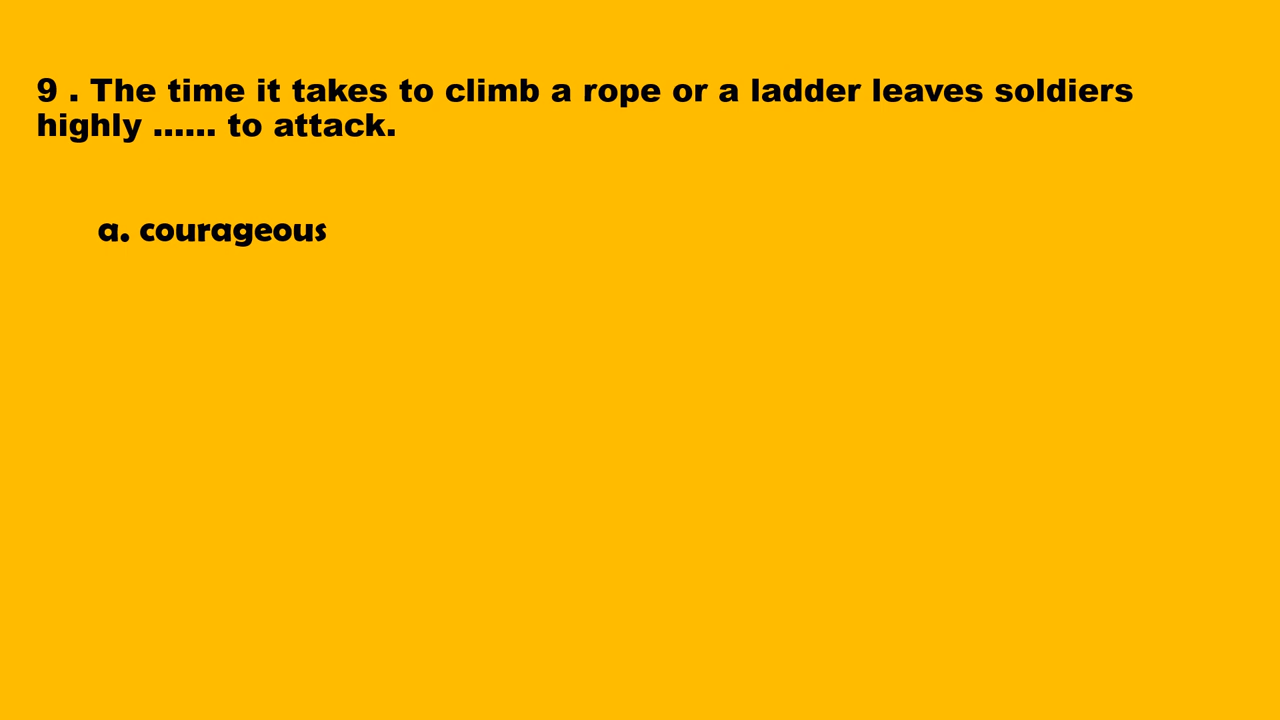 9 . The time it takes to climb a rope or a ladder leaves soldiers
highly ...... to attack.
a. courageous